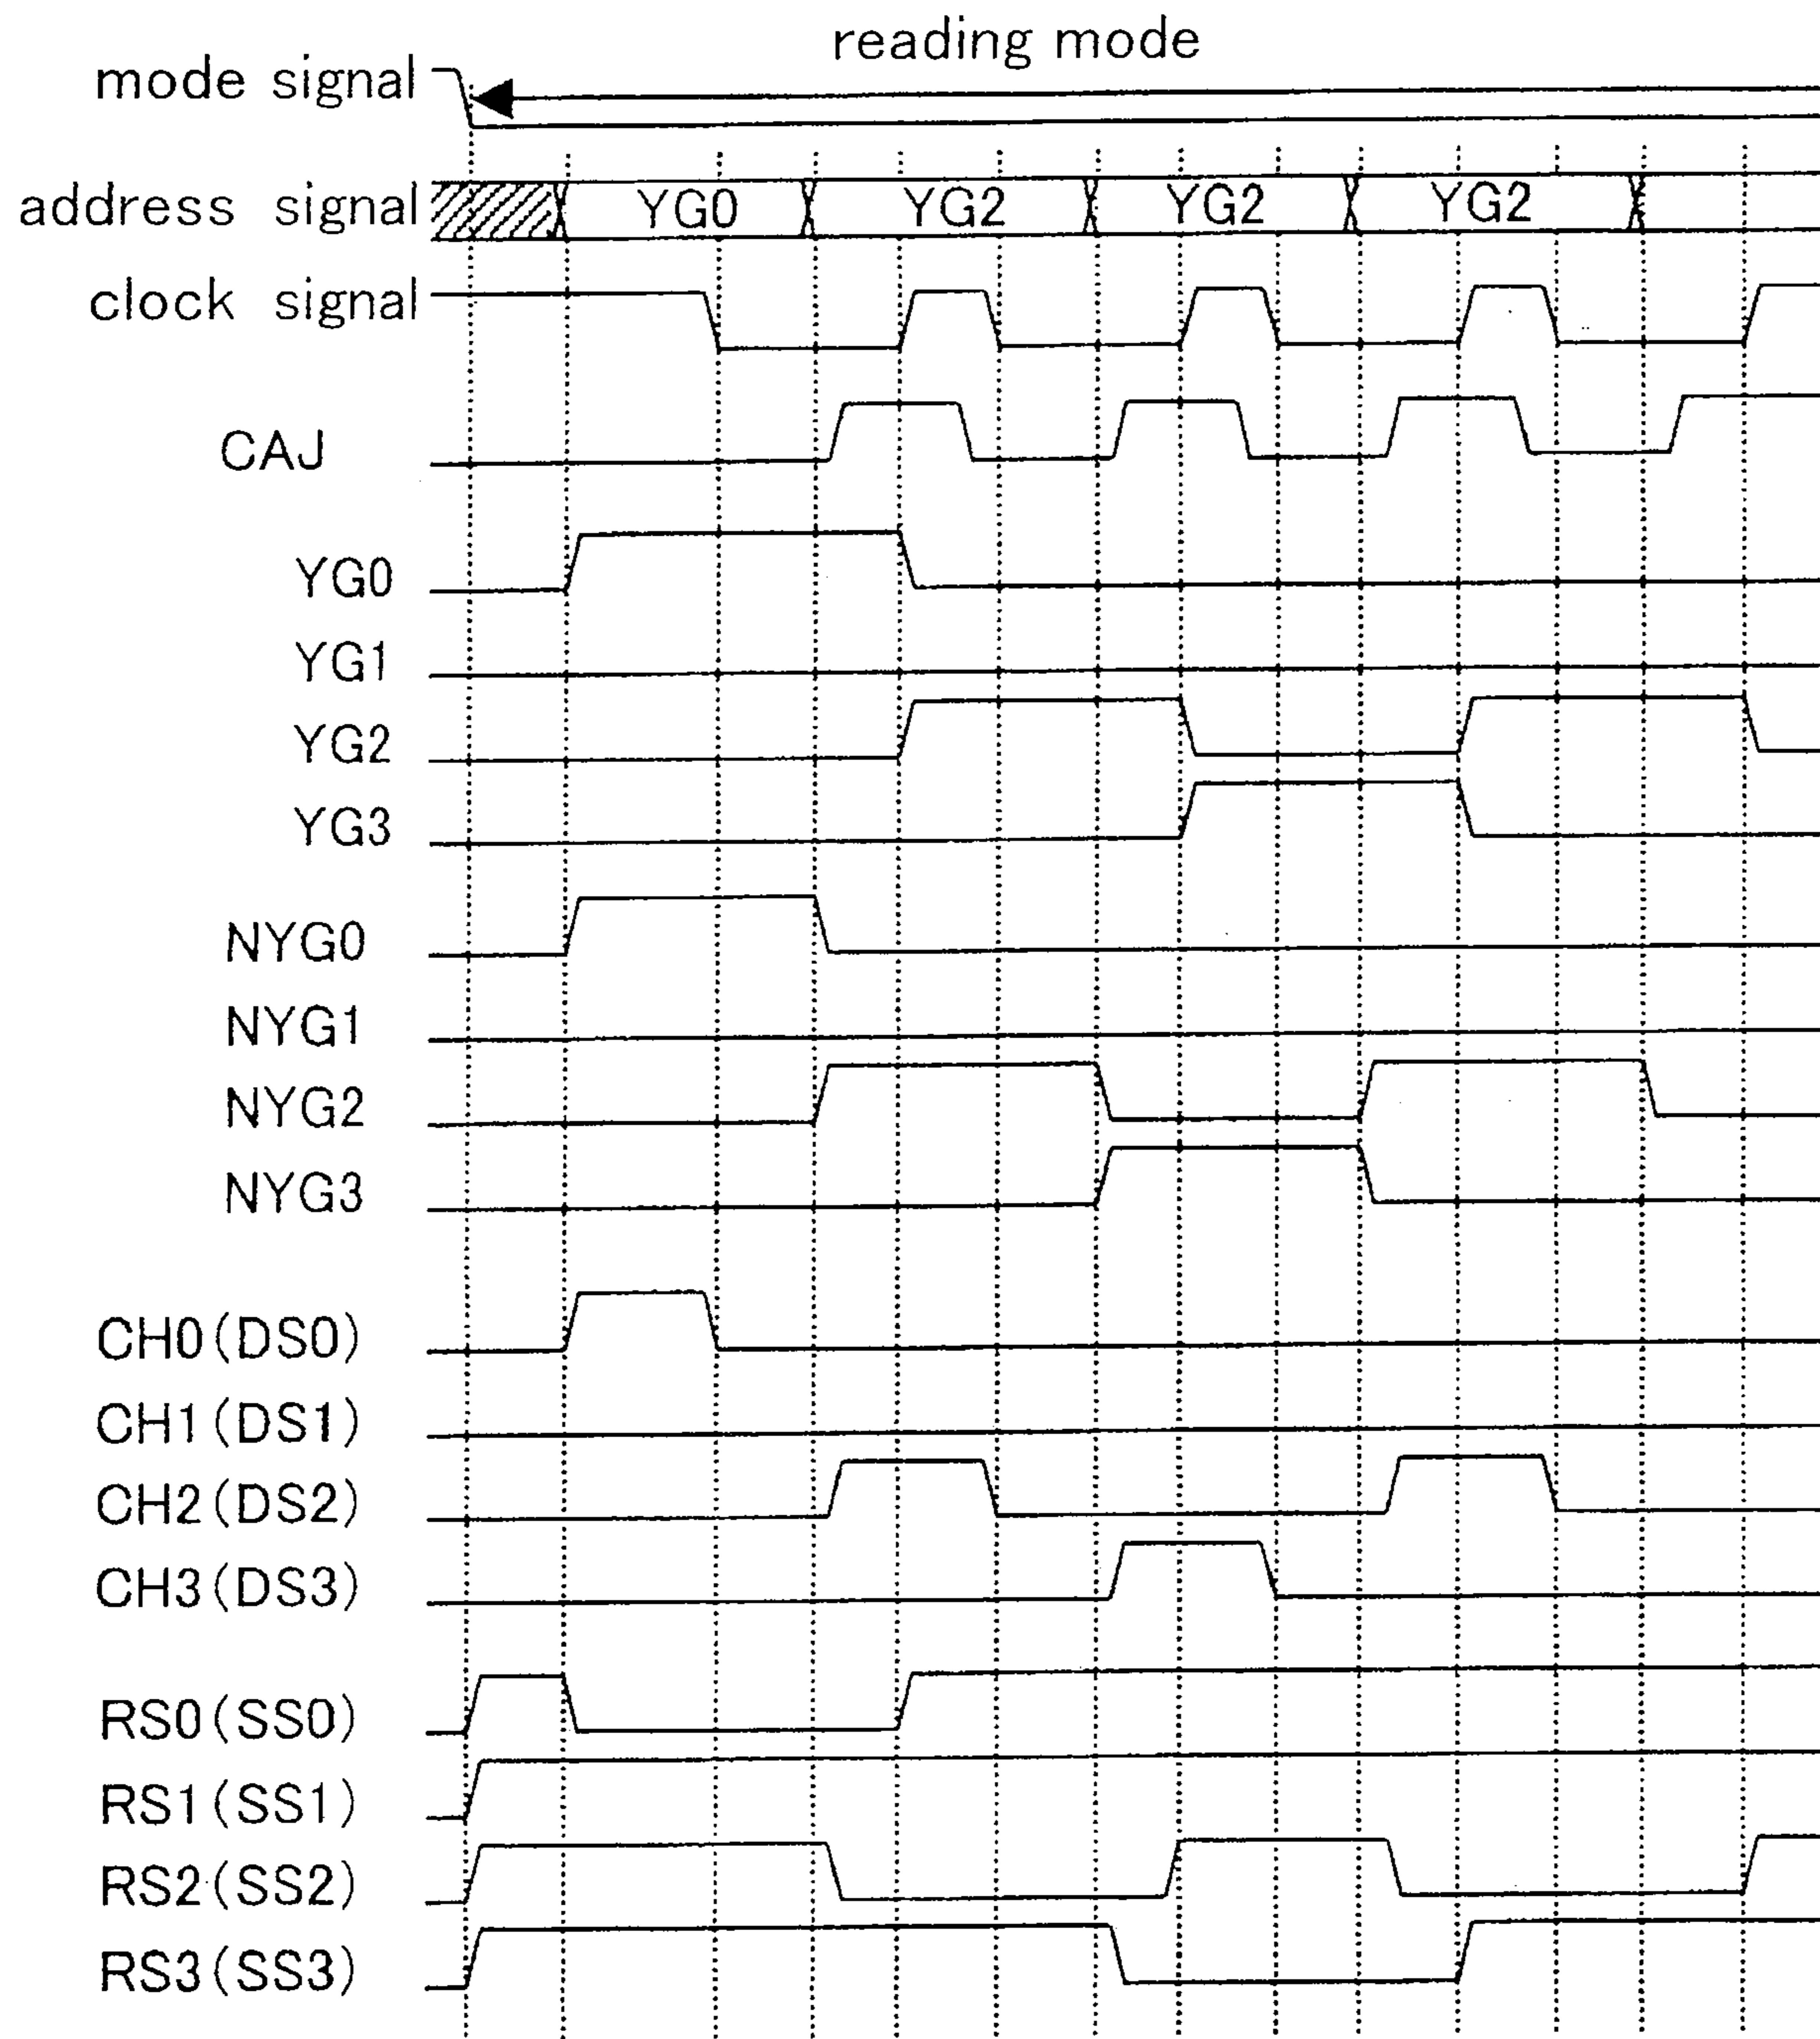 reading mode
mode signal
address signal YG0 YG2 YG2 YG2
clock signal
CAJ
YG0
YG1
YG2
YG3
NYG0
NYG1
NYG2
NYG3
CH0(DS0)
CH1(DS1)
CH2(DS2)
CH3(DS3)
RS0(SS0)
RS1(SS1)
RS2(SS2)
RS3(SS3)